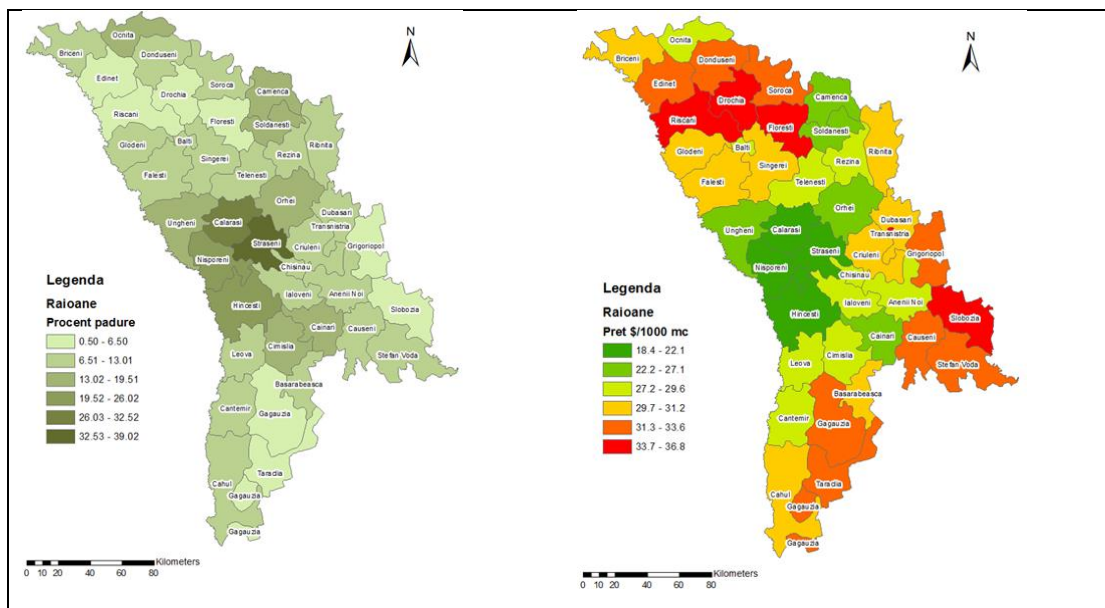 N
Ocnita
Briceni
Donduseni
Edinet
Soroca
Camenca
Drochia
Riscani
Floresti
Soldanesti
Balti
Glodeni
Ribnita
Rezina
Singerei
Falesti
Telenesti
Orhei
Ungheni
Calarasi
Dubasari
Transnistria
Straseni
Criuleni
Grigoriopol
Nisporeni
Chisinau
Ialoveni
Anenii Noi
Hincesti
Slobozia
Cainari
Causeni
Cimislia
Stefan Voda
Leova
Basarabeasca
Cantemir
Gagauzia
Taraclia
Cahul
Gagauzia
Gagauzia
Legenda
Raioane
Procent padure
0.50 - 6.50
6.51 - 13.01
13.02 - 19.51
19.52 - 26.02
26.03 - 32.52
32.53 - 39.02
Kilometers
0 10 20 40 60 80
N
Ocnita
Briceni
Donduseni
Edinet
Soroca
Camenca
Drochia
Riscani
Floresti
Soldanesti
Balti
Glodeni
Ribnita
Rezina
Singerei
Falesti
Telenesti
Orhei
Ungheni
Calarasi
Dubasari
Transnistria
Straseni
Criuleni
Grigoriopol
Nisporeni
Chisinau
Ialoveni
Anenii Noi
Hincesti
Slobozia
Cainari
Causeni
Cimislia
Stefan Voda
Leova
Basarabeasca
Cantemir
Gagauzia
Taraclia
Cahul
Gagauzia
Gagauzia
Legenda
Raioane
Pret $/1000 mc
18.4 - 22.1
22.2 - 27.1
27.2 - 29.6
29.7 - 31.2
31.3 - 33.6
33.7 - 36.8
Kilometers
0 10 20 40 60 80